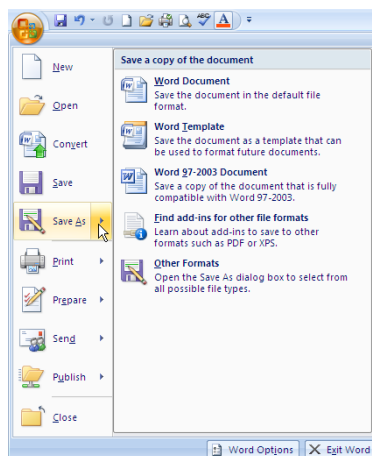 Save a copy of the document
New
Open
Convert
Save
Save As
Print
Prepare
Send
Publish
Close
Word Document
Save the document in the default file
format.
Word Template
Save the document as a template that can
be used to format future documents.
Word 97-2003 Document
Save a copy of the document that is fully
compatible with Word 97-2003.
Find add-ins for other file formats
Learn about add-ins to save to other
formats such as PDF or XPS.
Other Formats
Open the Save As dialog box to select from
all possible file types.
Word Options
Exit Word